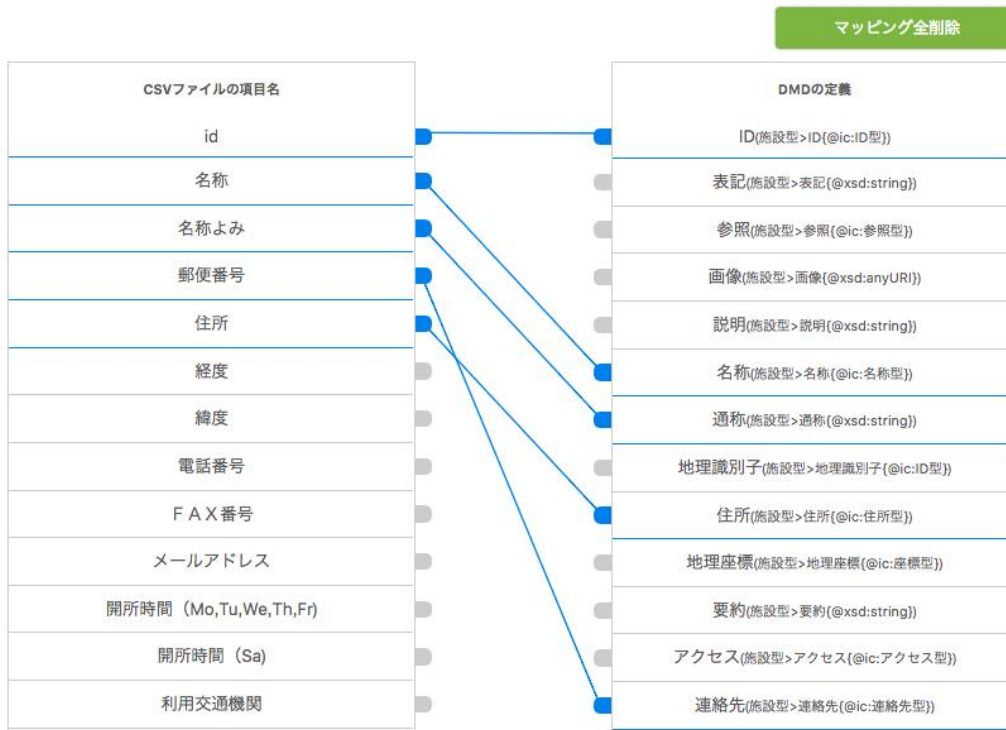 マッピング全削除
CSVファイルの項目名
DMDの定義
id
ID(施設型>ID{@ic:ID型})
名称
表記(施設型>表記{@xsd:string})
名称よみ
参照(施設型>参照{@ic:参照型})
郵便番号
画像(施設型>画像{@xsd:anyURI})
住所
説明(施設型>説明{@xsd:string})
経度
名称(施設型>名称{@ic:名称型})
緯度
通称(施設型>通称{@xsd:string})
電話番号
地理識別子(施設型>地理識別子{@ic:ID型})
ＦＡＸ番号
住所(施設型>住所{@ic:住所型})
メールアドレス
地理座標(施設型>地理座標{@ic:座標型})
開所時間（Mo,Tu,We,Th,Fr)
要約(施設型>要約{@xsd:string})
開所時間（Sa)
アクセス(施設型>アクセス{@ic:アクセス型})
利用交通機関
連絡先(施設型>連絡先{@ic:連絡先型})